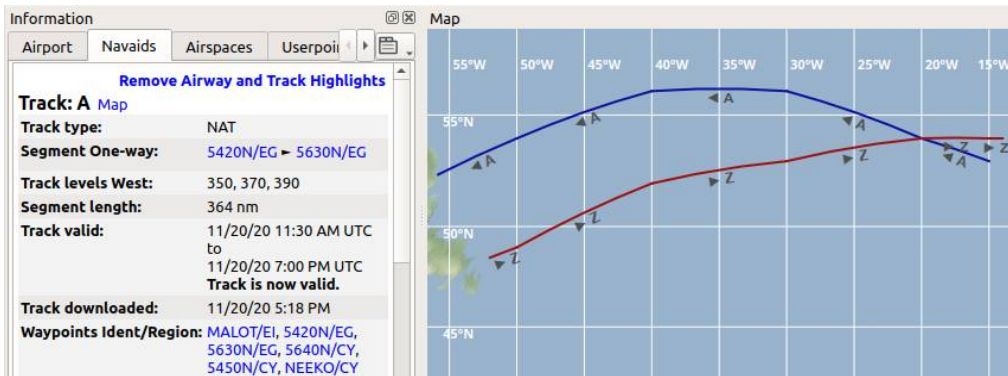 Information
Airport Navaids Airspaces Userpoi
Remove Airway and Track Highlights
Track: A Map
Track type: NAT
Segment One-way: 5420N/EG ► 5630N/EG
Track levels West: 350, 370, 390
Segment length: 364 nm
Track valid: 11/20/20 11:30 AM UTC
to
11/20/20 7:00 PM UTC
Track is now valid.
Track downloaded: 11/20/20 5:18 PM
Waypoints Ident/Region: MALOT/EI, 5420N/EG,
5630N/EG, 5640N/CY,
5450N/CY, NEEKO/CY
Map
55°W 50°W 45°W 40°W 35°W 30°W 25°W 20°W 15°W
◄ A
55°N ◄ A ◄ A
◄ A ► Z ► Z ► Z ◄ A
► Z
50°N ► Z
► Z
45°N